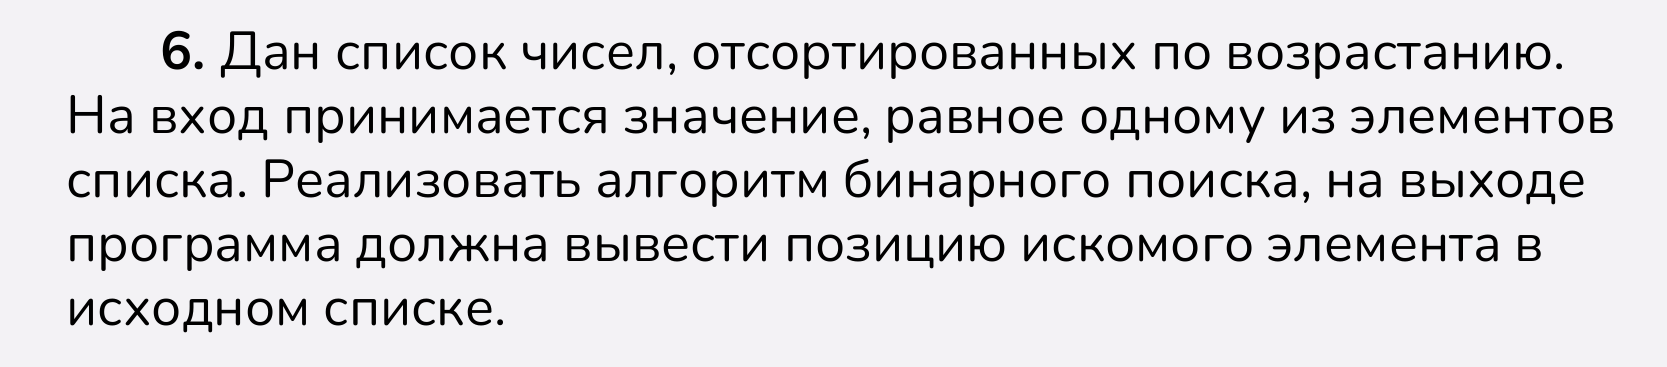 6. Дан список чисел, отсортированных по возрастанию.
На вход принимается значение, равное одному из элементов
списка. Реализовать алгоритм бинарного поиска, на выходе
программа должна вывести позицию искомого элемента в
исходном списке.